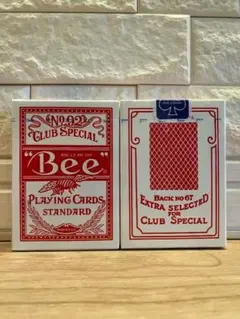 No. 92
CLUB SPECIAL
"Bee"
PLAYING CARDS
STANDARD
BACK NO 67
EXTRA SELECTED
FOR
CLUB SPECIAL